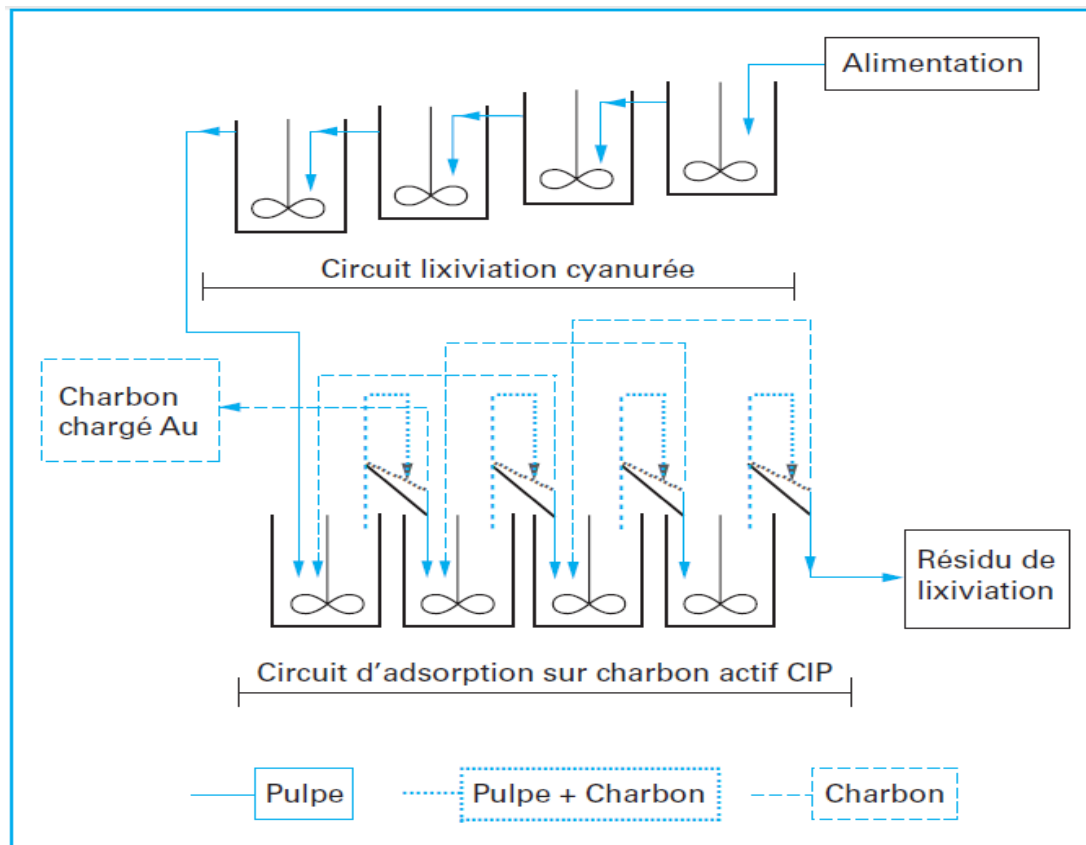 Alimentation
Circuit lixiviation cyanurée
Charbon
chargé Au
Résidu de
lixiviation
Circuit d'adsorption sur charbon actif CIP
Pulpe
Pulpe + Charbon
Charbon